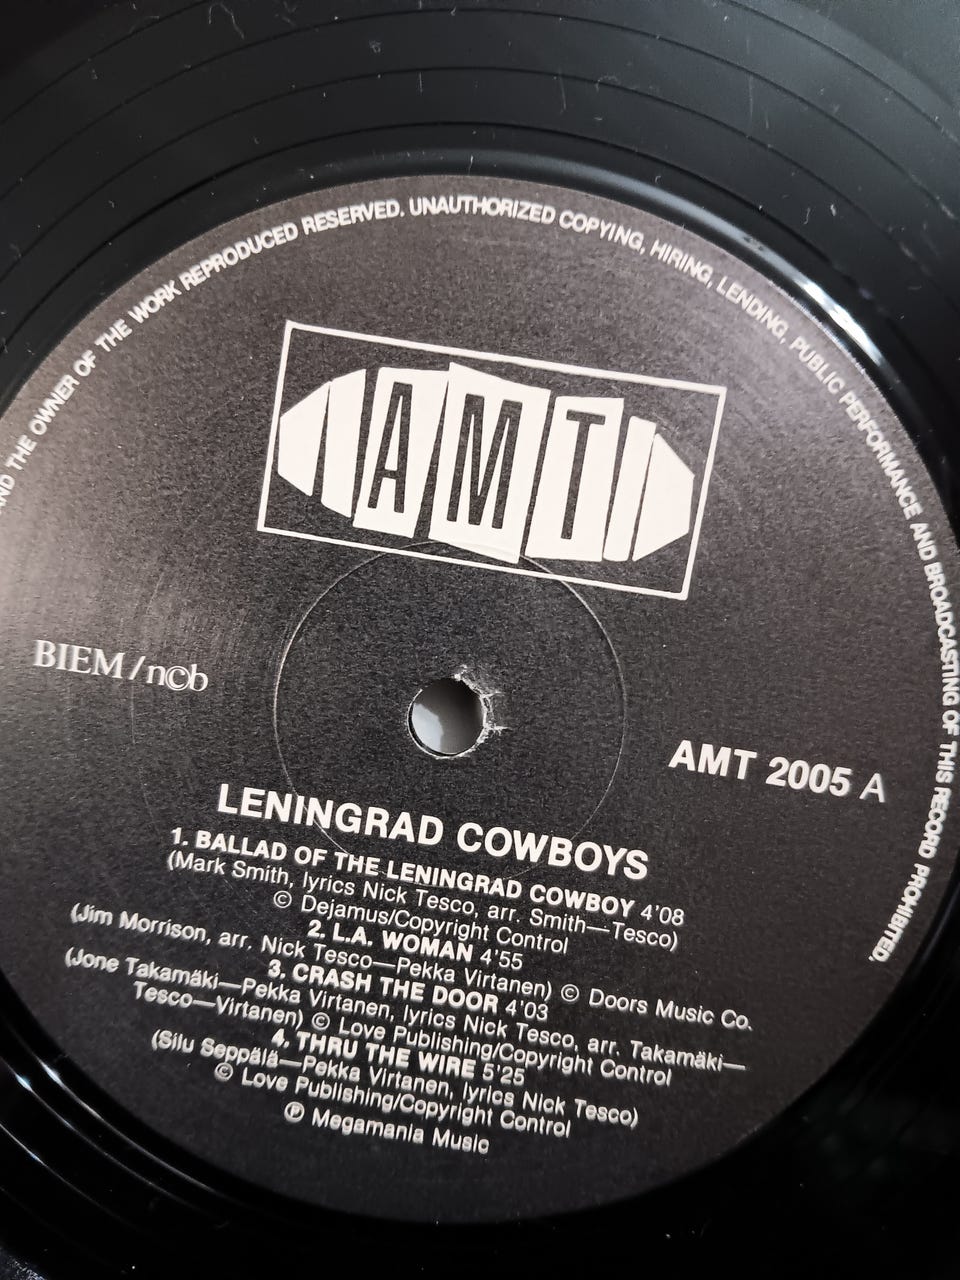 AND THE OWNER OF THE WORK REPRODUCED RESERVED. UNAUTHORIZED COPYING, HIRING, LENDING, PUBLIC PERFORMANCE AND BROADCASTING OF THIS RECORD PROHIBITED.
AMT
BIEM/n©b
AMT 2005 A
LENINGRAD COWBOYS
1. BALLAD OF THE LENINGRAD COWBOY 4'08
(Mark Smith, lyrics Nick Tesco, arr. Smith—Tesco)
© Dejamus/Copyright Control
2. L.A. WOMAN 4'55
(Jim Morrison, arr. Nick Tesco—Pekka Virtanen) © Doors Music Co.
3. CRASH THE DOOR 4'03
(Jone Takamäki—Pekka Virtanen, lyrics Nick Tesco, arr. Takamäki—
Tesco—Virtanen) © Love Publishing/Copyright Control
4. THRU THE WIRE 5'25
(Silu Seppälä—Pekka Virtanen, lyrics Nick Tesco)
© Love Publishing/Copyright Control
℗ Megamania Music